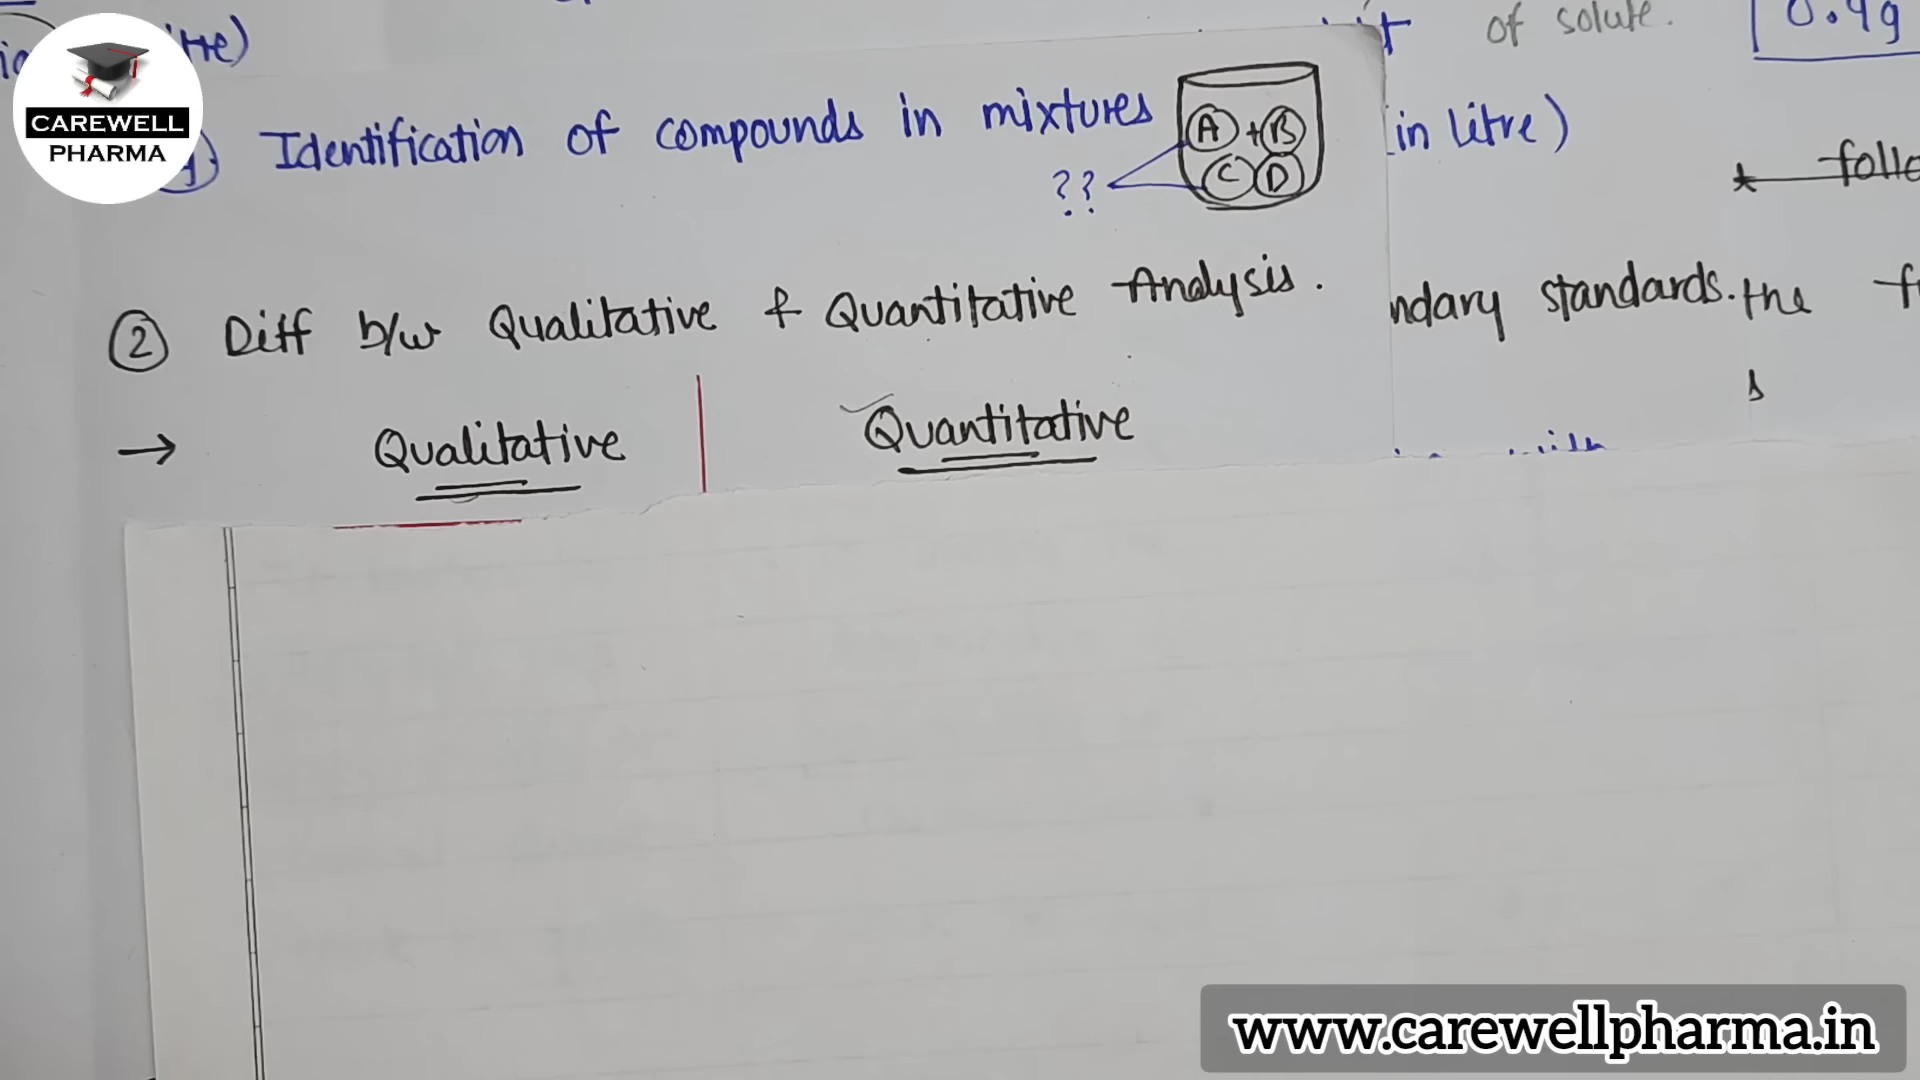 of solute. 0.4g
CAREWELL
PHARMA
Identification of compounds in mixtures
A + B
C D
??
in litre)
② Diff b/w Qualitative & Quantitative Analysis.
ndary standards. the
→ Qualitative Quantitative
www.carewellpharma.in